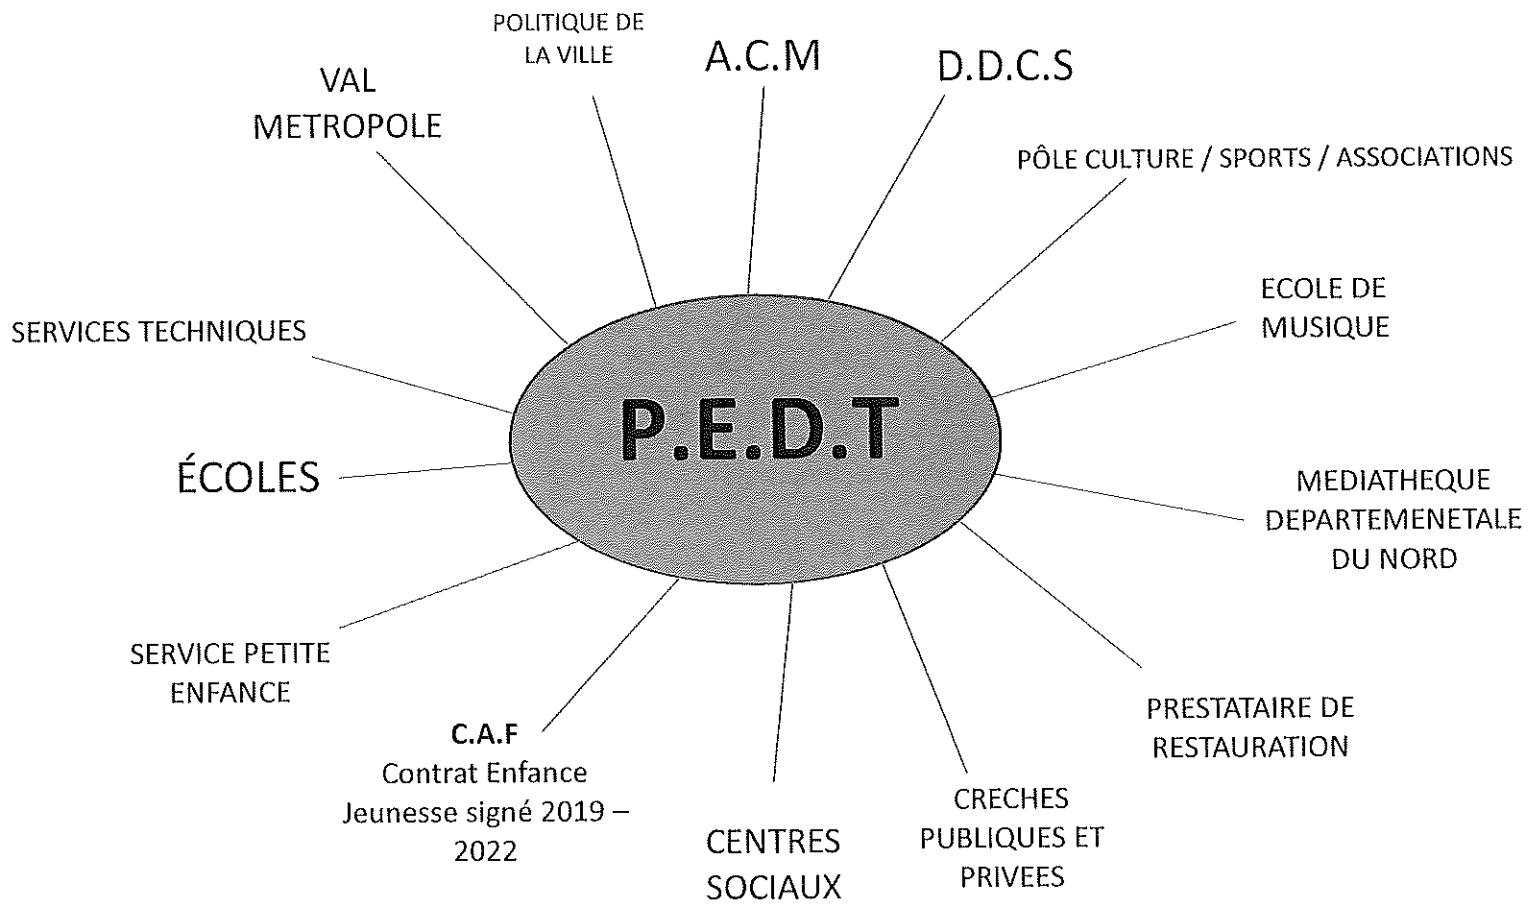 POLITIQUE DE
LA VILLE
A.C.M
D.D.C.S
VAL
METROPOLE
PÔLE CULTURE / SPORTS / ASSOCIATIONS
ECOLE DE
MUSIQUE
SERVICES TECHNIQUES
P.E.D.T
ÉCOLES
MEDIATHEQUE
DEPARTEMENETALE
DU NORD
SERVICE PETITE
ENFANCE
PRESTATAIRE DE
RESTAURATION
C.A.F
Contrat Enfance
Jeunesse signé 2019 –
2022
CRECHES
PUBLIQUES ET
PRIVEES
CENTRES
SOCIAUX